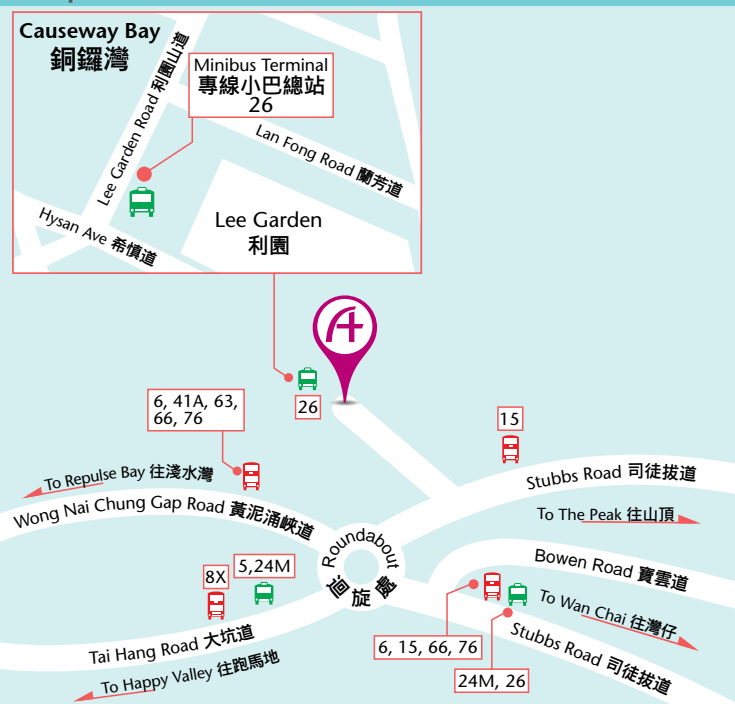 Causeway Bay
銅鑼灣
Minibus Terminal
專線小巴總站
26
Lee Garden Road 利園山道
Lan Fong Road 蘭芳道
Hysan Ave 希慎道
Lee Garden
利園
26
6, 41A, 63,
66, 76
15
To Repulse Bay 往淺水灣
Wong Nai Chung Gap Road 黃泥涌峽道
Stubbs Road 司徒拔道
To The Peak 往山頂
Roundabout
迴旋處
Bowen Road 寶雲道
8X
5,24M
To Wan Chai 往灣仔
Stubbs Road 司徒拔道
6, 15, 66, 76
24M, 26
Tai Hang Road 大坑道
To Happy Valley 往跑馬地